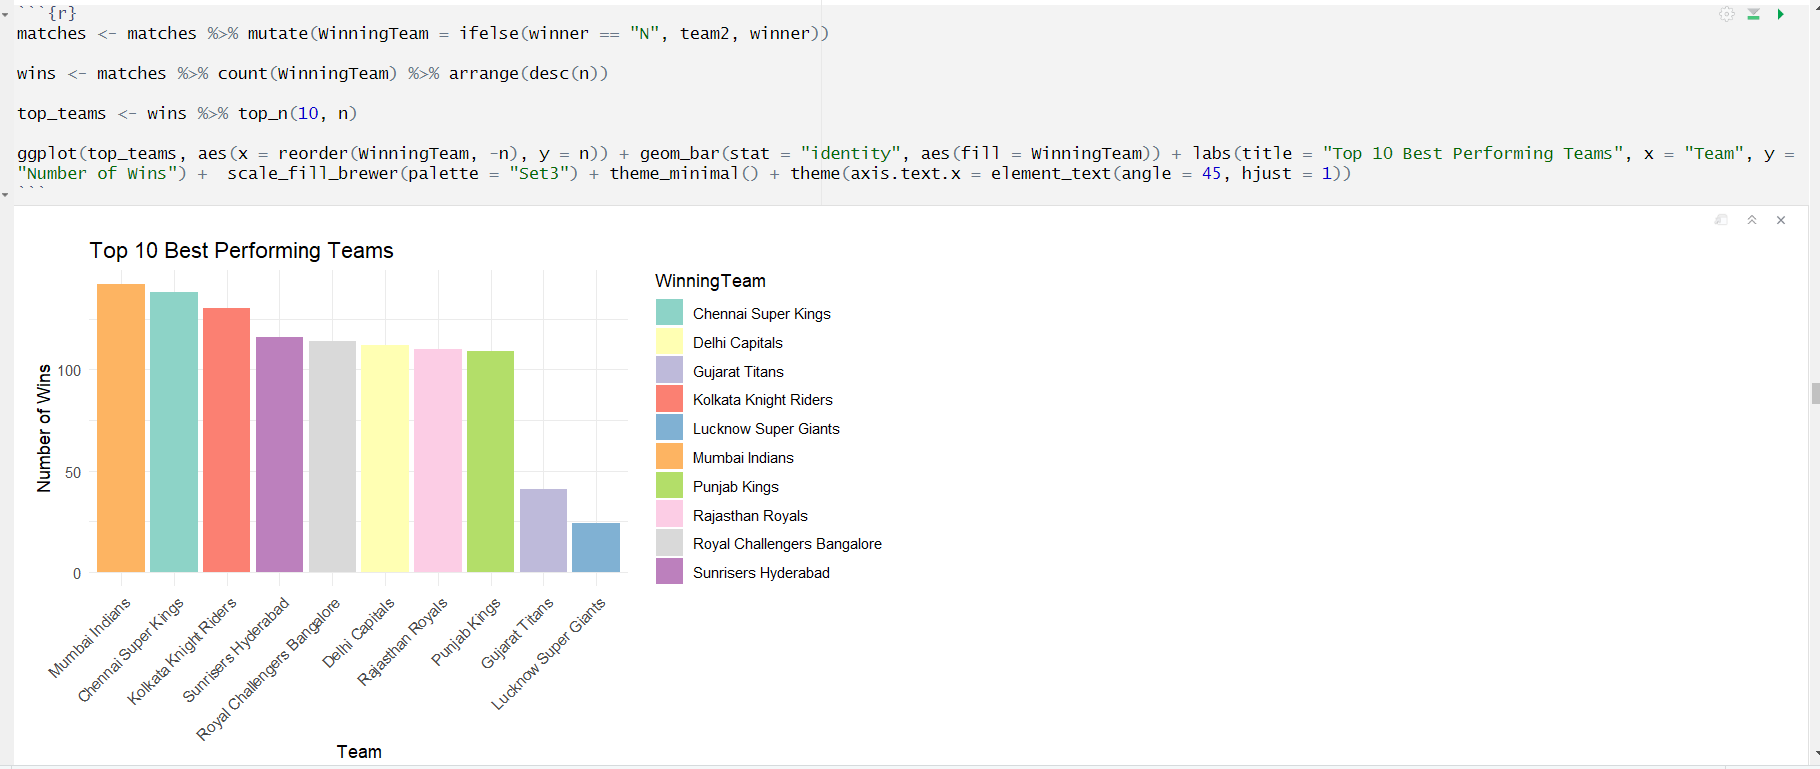 ```{r}
matches <- matches %>% mutate(WinningTeam = ifelse(winner == "N", team2, winner))
wins <- matches %>% count(WinningTeam) %>% arrange(desc(n))
top_teams <- wins %>% top_n(10, n)
ggplot(top_teams, aes(x = reorder(WinningTeam, -n), y = n)) + geom_bar(stat = "identity", aes(fill = WinningTeam)) + labs(title = "Top 10 Best Performing Teams", x = "Team", y =
"Number of Wins") +  scale_fill_brewer(palette = "Set3") + theme_minimal() + theme(axis.text.x = element_text(angle = 45, hjust = 1))
```
Top 10 Best Performing Teams
Number of Wins
100
50
0
Mumbai Indians
Chennai Super Kings
Kolkata Knight Riders
Sunrisers Hyderabad
Royal Challengers Bangalore
Delhi Capitals
Rajasthan Royals
Punjab Kings
Gujarat Titans
Lucknow Super Giants
Team
WinningTeam
Chennai Super Kings
Delhi Capitals
Gujarat Titans
Kolkata Knight Riders
Lucknow Super Giants
Mumbai Indians
Punjab Kings
Rajasthan Royals
Royal Challengers Bangalore
Sunrisers Hyderabad